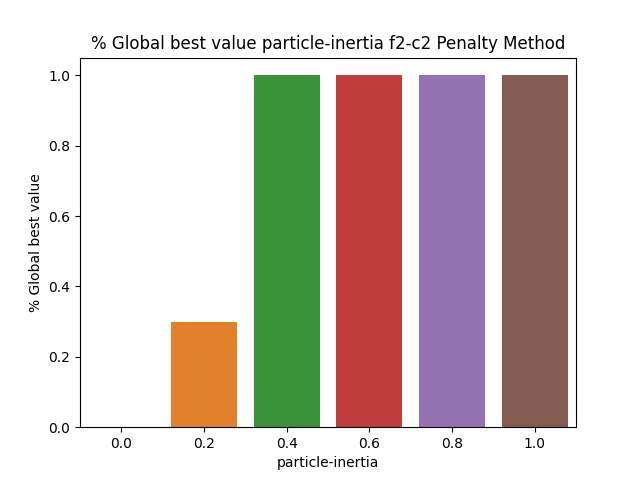 % Global best value particle-inertia f2-c2 Penalty Method
% Global best value
1.0
0.8
0.6
0.4
0.2
0.0
0.0 0.2 0.4 0.6 0.8 1.0
particle-inertia